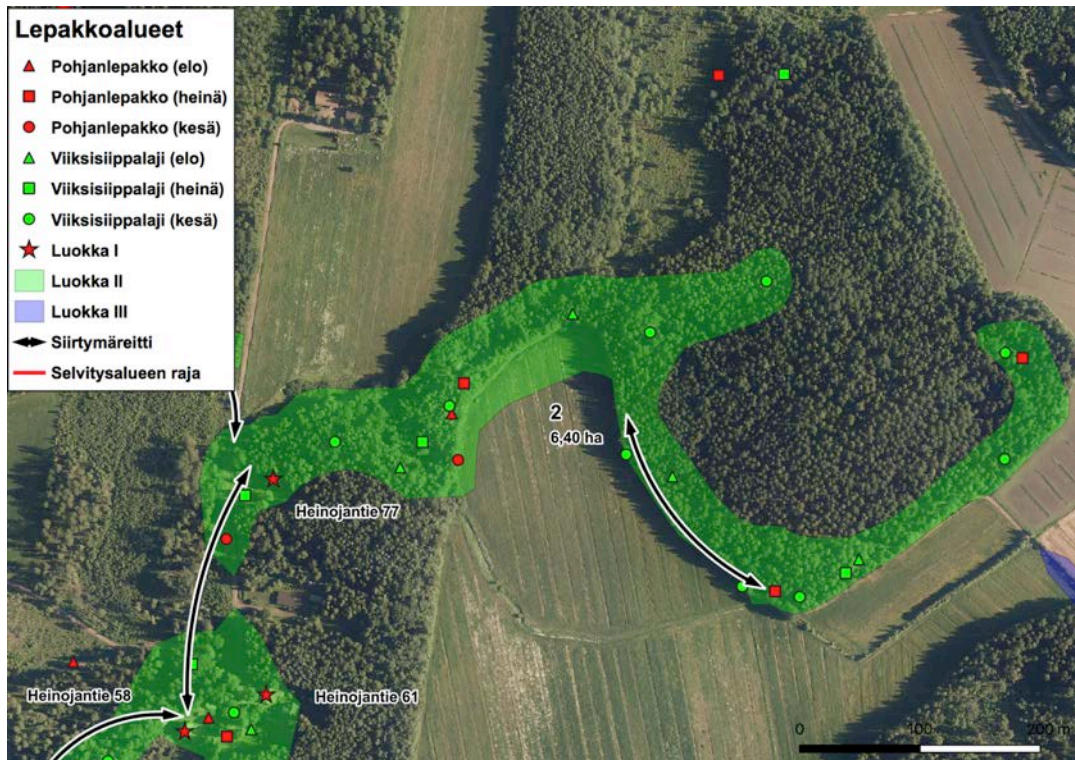 Lepakkoalueet
Pohjanlepakko (elo)
Pohjanlepakko (heinä)
Pohjanlepakko (kesä)
Viiksisiippalaji (elo)
Viiksisiippalaji (heinä)
Viiksisiippalaji (kesä)
Luokka I
Luokka II
Luokka III
Siirtymäreitti
Selvitysalueen raja
2
6,40 ha
Heinojantie 77
Heinojantie 58
Heinojantie 61
0 100 200 m